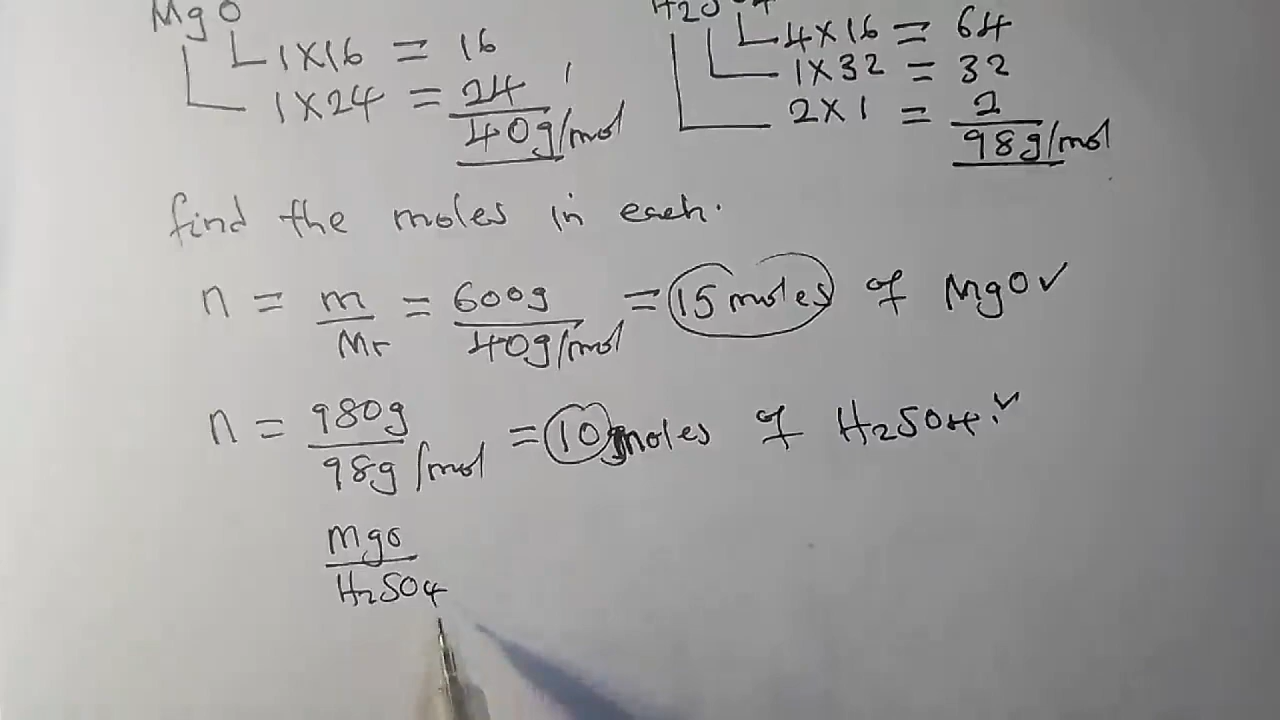 MgO
1X16 = 16
1X24 = 24
40g/mol
H2SO4
4X16 = 64
1X32 = 32
2X1 = 2
98g/mol
find the moles in each.
n = m/Mr = 600g/40g/mol = 15 moles of MgO✓
n = 980g/98g/mol = 10 moles of H2SO4.✓
MgO
H2SO4